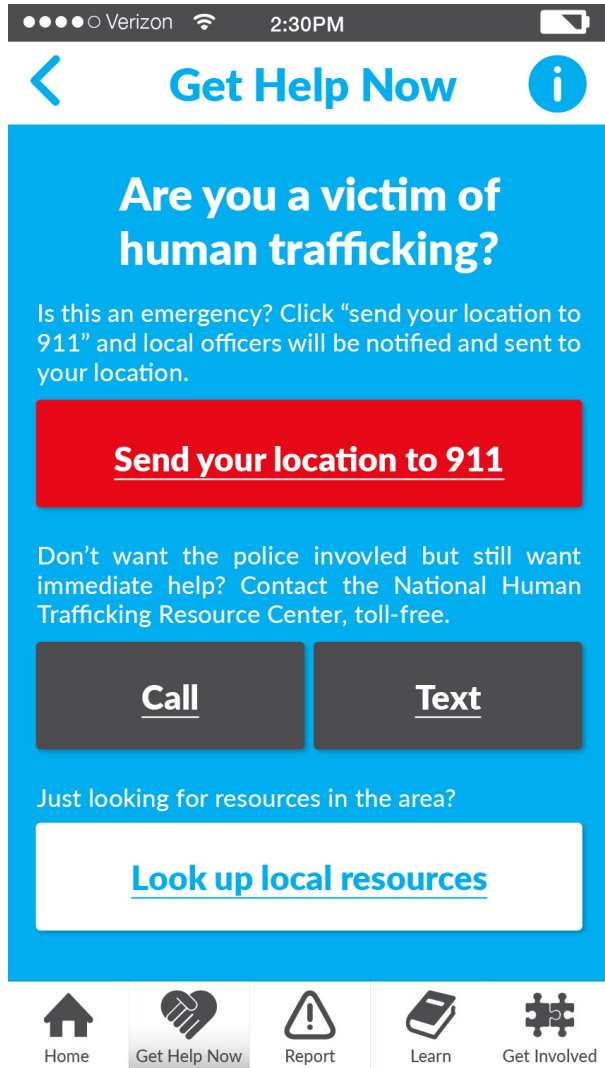 Verizon 2:30PM
Get Help Now
Are you a victim of
human trafficking?
Is this an emergency? Click “send your location to
911” and local officers will be notified and sent to
your location.
Send your location to 911
Don’t want the police invovled but still want
immediate help? Contact the National Human
Trafficking Resource Center, toll-free.
Call Text
Just looking for resources in the area?
Look up local resources
Home Get Help Now Report Learn Get Involved